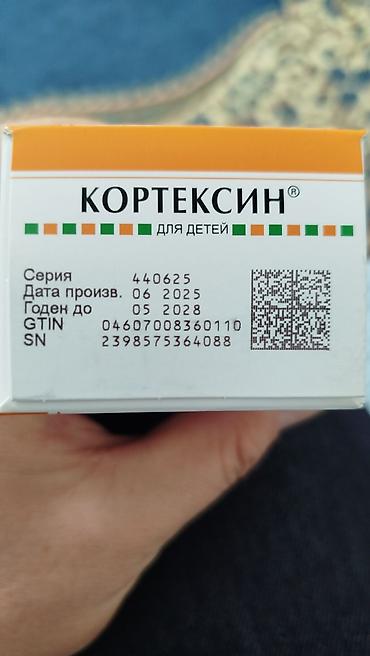 КОРТЕКСИН®
ДЛЯ ДЕТЕЙ
Серия 440625
Дата произв. 06 2025
Годен до 05 2028
GTIN 04607008360110
SN 2398575364088